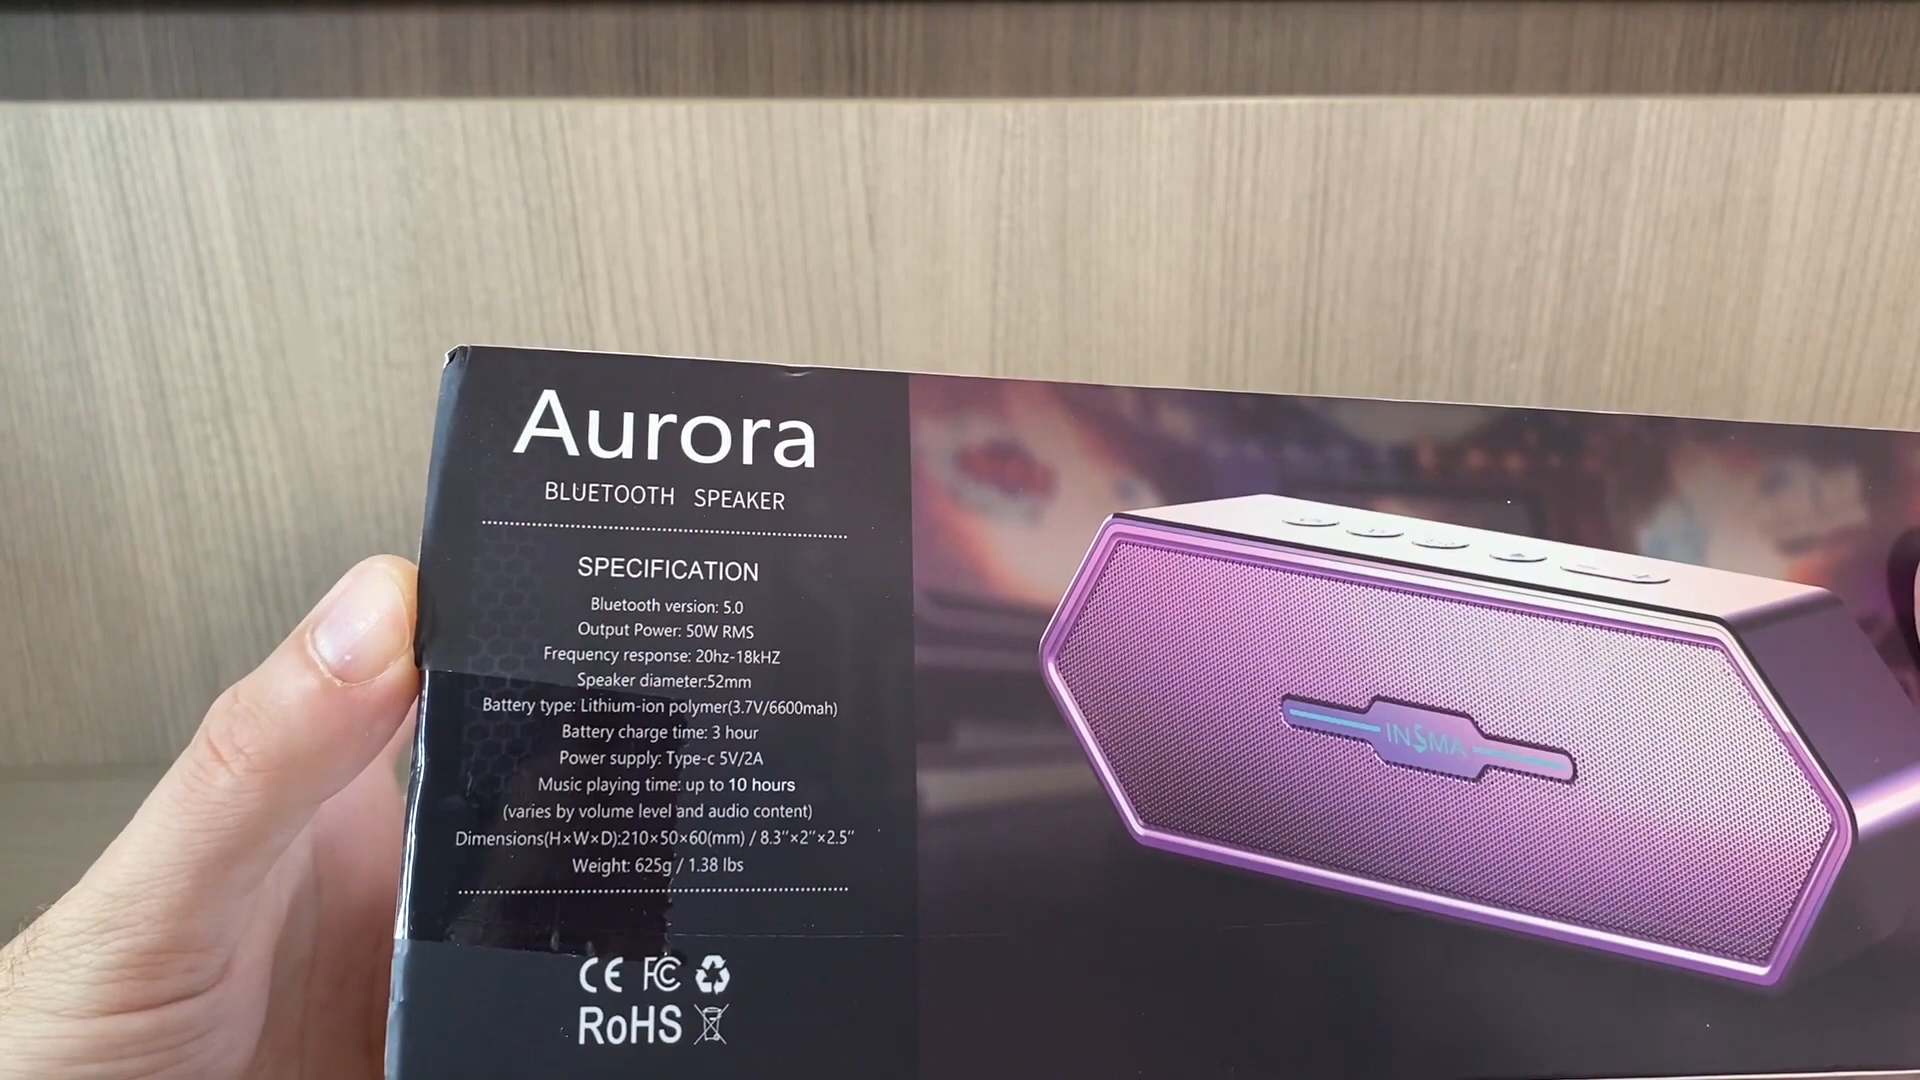 Aurora
BLUETOOTH SPEAKER
SPECIFICATION
Bluetooth version: 5.0
Output Power: 50W RMS
Frequency response: 20hz-18kHZ
Speaker diameter:52mm
Battery type: Lithium-ion polymer(3.7V/6600mah)
Battery charge time: 3 hour
Power supply: Type-c 5V/2A
Music playing time: up to 10 hours
(varies by volume level and audio content)
Dimensions(H×W×D):210×50×60(mm) / 8.3"×2"×2.5"
Weight: 625g / 1.38 lbs
CE FC
RoHS
INSMA